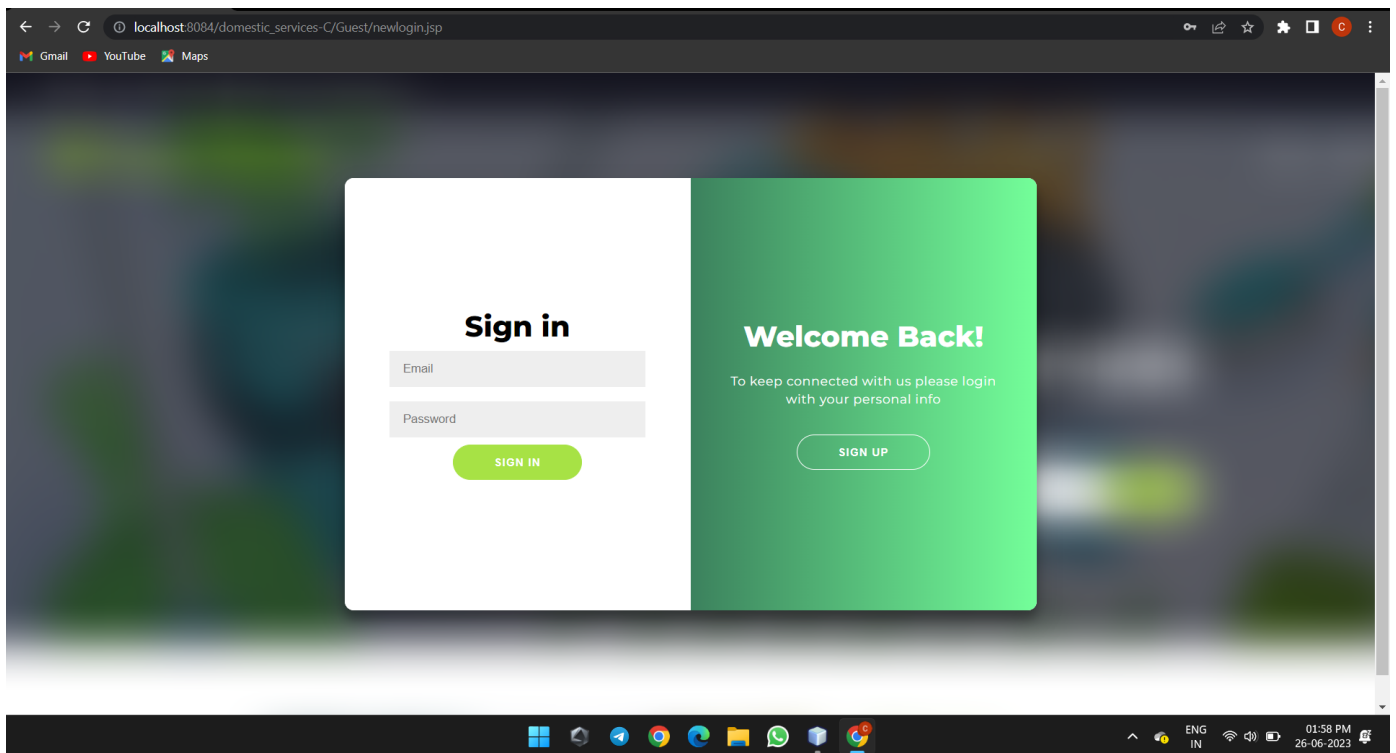 localhost:8084/domestic_services-C/Guest/newlogin.jsp
C
Gmail
YouTube
Maps
Sign in
Email
Password
SIGN IN
Welcome Back!
To keep connected with us please login
with your personal info
SIGN UP
ENG
IN
01:58 PM
26-06-2023